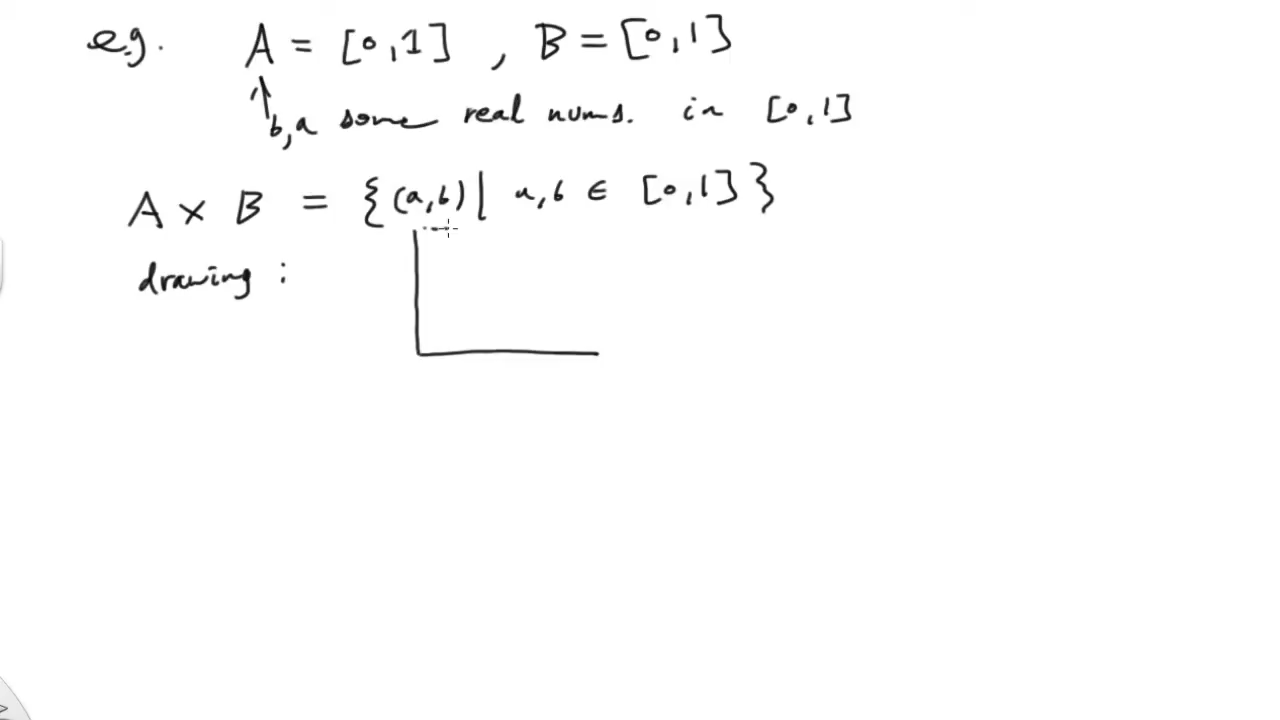 e.g. A = [0,1] , B = [0,1]
b,a some real nums. in [0,1]
A × B = {(a,b)| a,b ∈ [0,1]}
drawing :